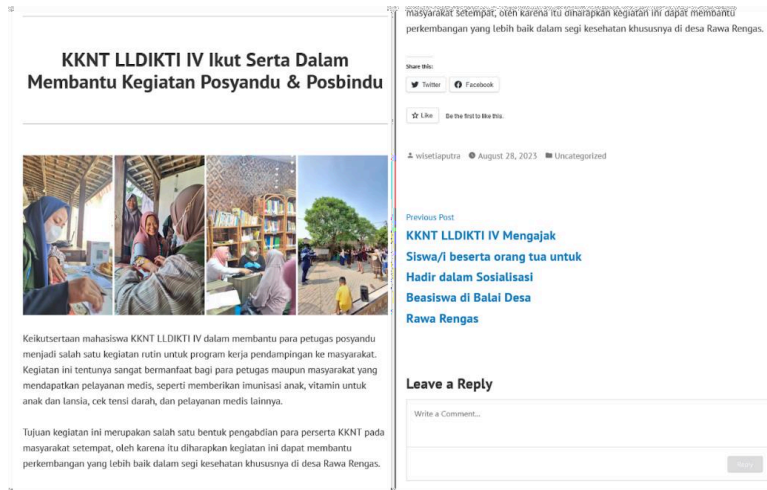 KKNT LLDIKTI IV Ikut Serta Dalam
Membantu Kegiatan Posyandu & Posbindu
Keikutsertaan mahasiswa KKNT LLDIKTI IV dalam membantu para petugas posyandu
menjadi salah satu kegiatan rutin untuk program kerja pendampingan ke masyarakat.
Kegiatan ini tentunya sangat bermanfaat bagi para petugas maupun masyarakat yang
mendapatkan pelayanan medis, seperti memberikan imunisasi anak, vitamin untuk
anak dan lansia, cek tensi darah, dan pelayanan medis lainnya.
Tujuan kegiatan ini merupakan salah satu bentuk pengabdian para perserta KKNT pada
masyarakat setempat, oleh karena itu diharapkan kegiatan ini dapat membantu
perkembangan yang lebih baik dalam segi kesehatan khususnya di desa Rawa Rengas.
masyarakat setempat, oleh karena itu diharapkan kegiatan ini dapat membantu
perkembangan yang lebih baik dalam segi kesehatan khususnya di desa Rawa Rengas.
Share this:
Twitter Facebook
Like Be the first to like this.
wisetiaputra August 28, 2023 Uncategorized
Previous Post
KKNT LLDIKTI IV Mengajak
Siswa/i beserta orang tua untuk
Hadir dalam Sosialisasi
Beasiswa di Balai Desa
Rawa Rengas
Leave a Reply
Write a Comment...
Reply